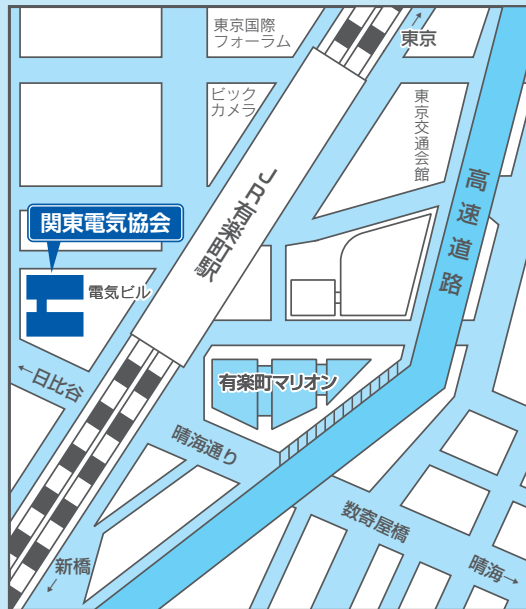 東京国際
フォーラム
↑
東京
ビック
カメラ
東京交通会館
高速道路
JR有楽町駅
関東電気協会
電気ビル
←日比谷
有楽町マリオン
晴海通り
数寄屋橋
新橋
↙
晴海→